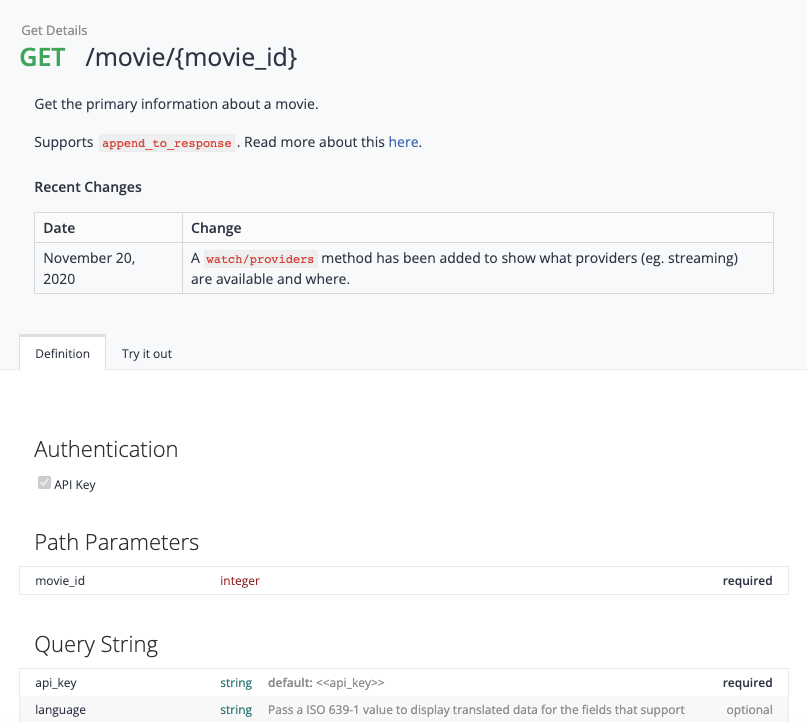 Get Details
GET /movie/{movie_id}
Get the primary information about a movie.
Supports append_to_response. Read more about this here.
Recent Changes
Date Change
November 20, A watch/providers method has been added to show what providers (eg. streaming)
2020 are available and where.
Definition Try it out
Authentication
API Key
Path Parameters
movie_id integer required
Query String
api_key string default: <<api_key>> required
language string Pass a ISO 639-1 value to display translated data for the fields that support optional